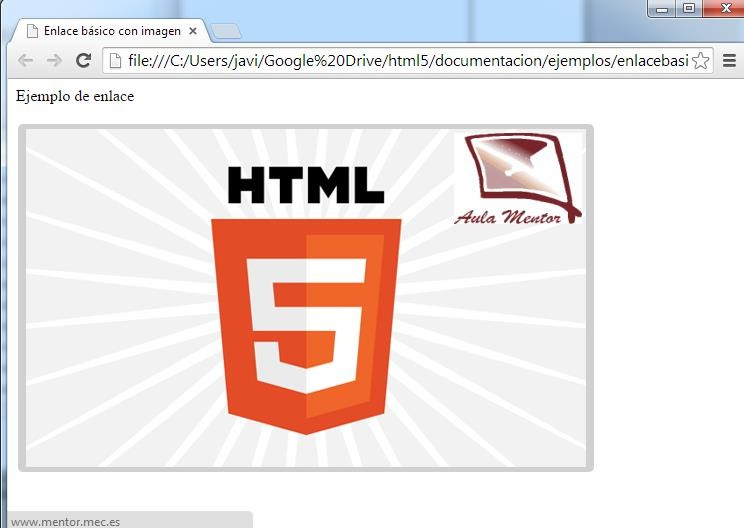 Enlace básico con imagen
file:///C:/Users/javi/Google%20Drive/html5/documentacion/ejemplos/enlacebasi
Ejemplo de enlace
HTML
5
Aula Mentor
www.mentor.mec.es